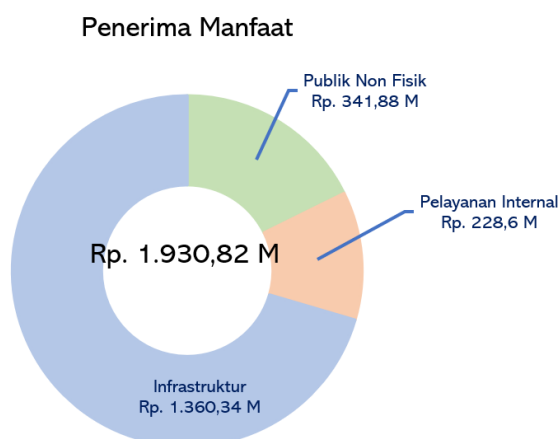 Penerima Manfaat
Publik Non Fisik
Rp. 341,88 M
Pelayanan Internal
Rp. 228,6 M
Rp. 1.930,82 M
Infrastruktur
Rp. 1.360,34 M